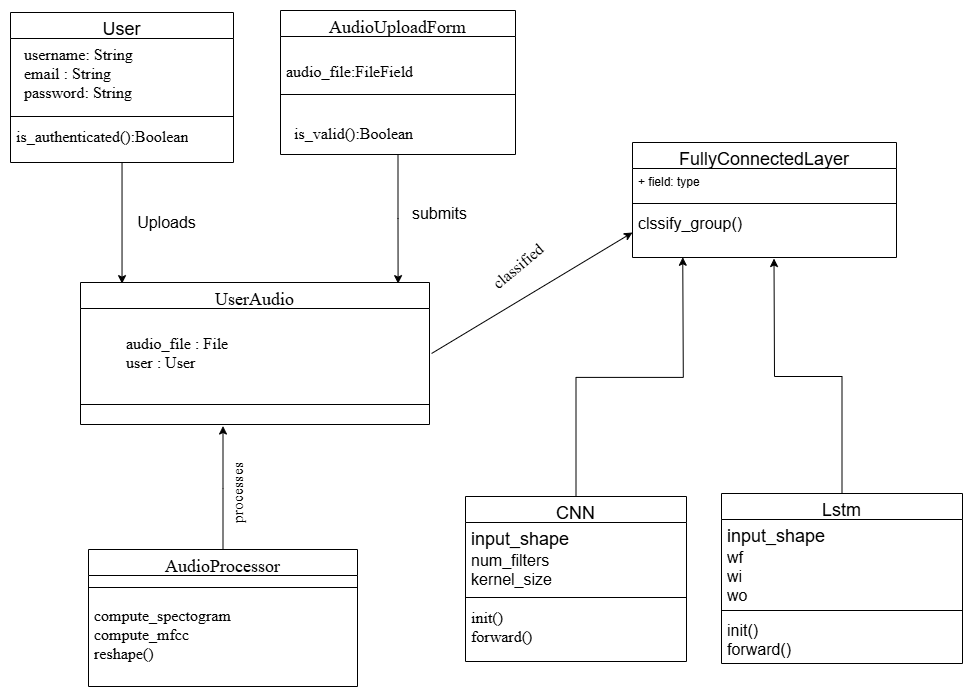 User
username: String
email : String
password: String
is_authenticated():Boolean
AudioUploadForm
audio_file:FileField
is_valid():Boolean
FullyConnectedLayer
+ field: type
clssify_group()
Uploads
submits
classified
UserAudio
audio_file : File
user : User
processes
AudioProcessor
compute_spectogram
compute_mfcc
reshape()
CNN
input_shape
num_filters
kernel_size
init()
forward()
Lstm
input_shape
wf
wi
wo
init()
forward()